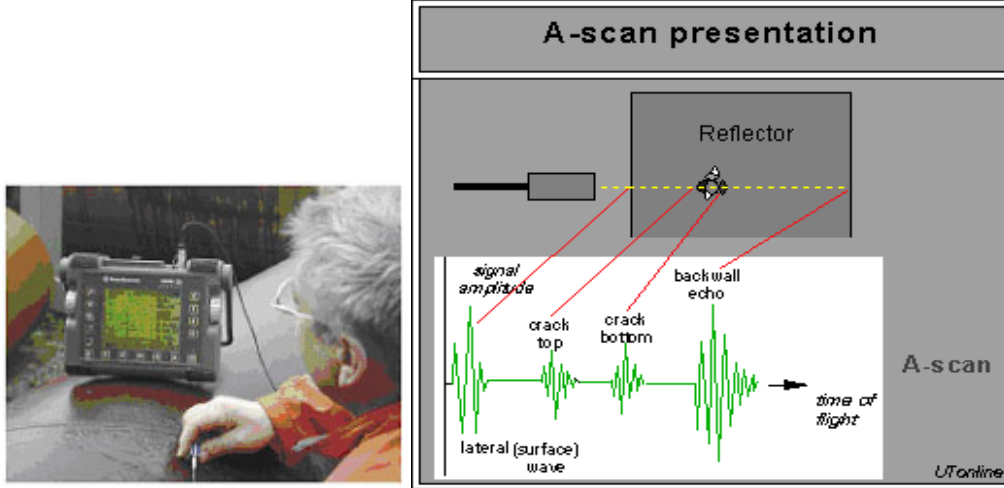 A-scan presentation
Reflector
signal
amplitude
crack
top
crack
bottom
backwall
echo
A-scan
time of
flight
lateral (surface)
wave
UTonline